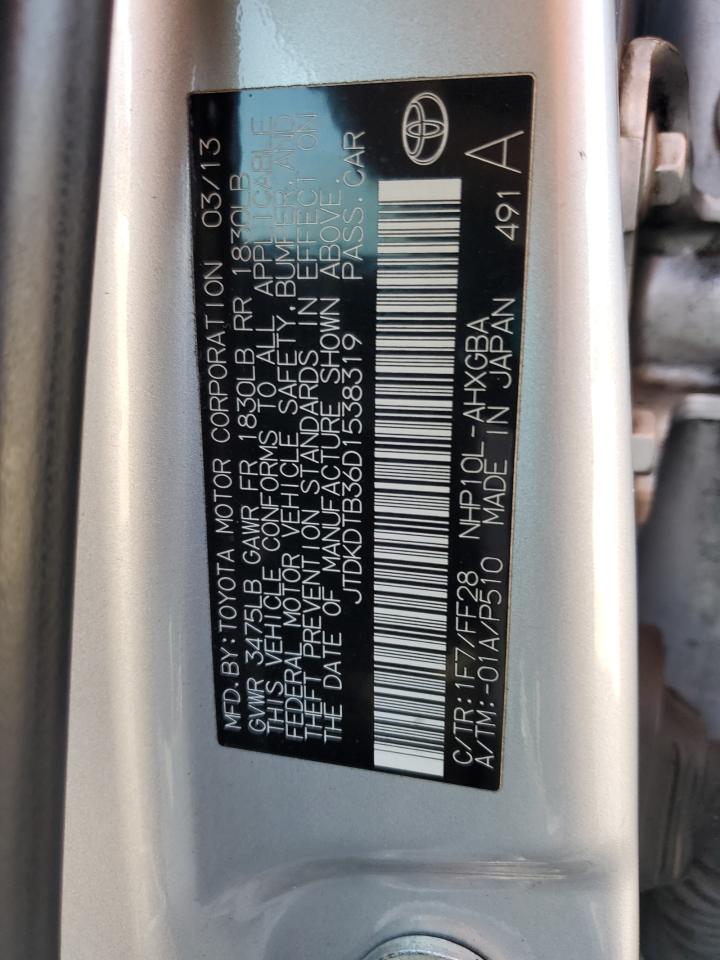 MFD. BY: TOYOTA MOTOR CORPORATION 03/13
GVWR 3475LB GAWR FR 1830LB RR 1830LB
THIS VEHICLE CONFORMS TO ALL APPLICABLE
FEDERAL MOTOR VEHICLE SAFETY, BUMPER, AND
THEFT PREVENTION STANDARDS IN EFFECT ON
THE DATE OF MANUFACTURE SHOWN ABOVE.
JTDKDTB36D1538319 PASS. CAR
C/TR: 1F7/FF28 NHP10L-AHXGBA 491 A
A/TM: -01A/P510 MADE IN JAPAN